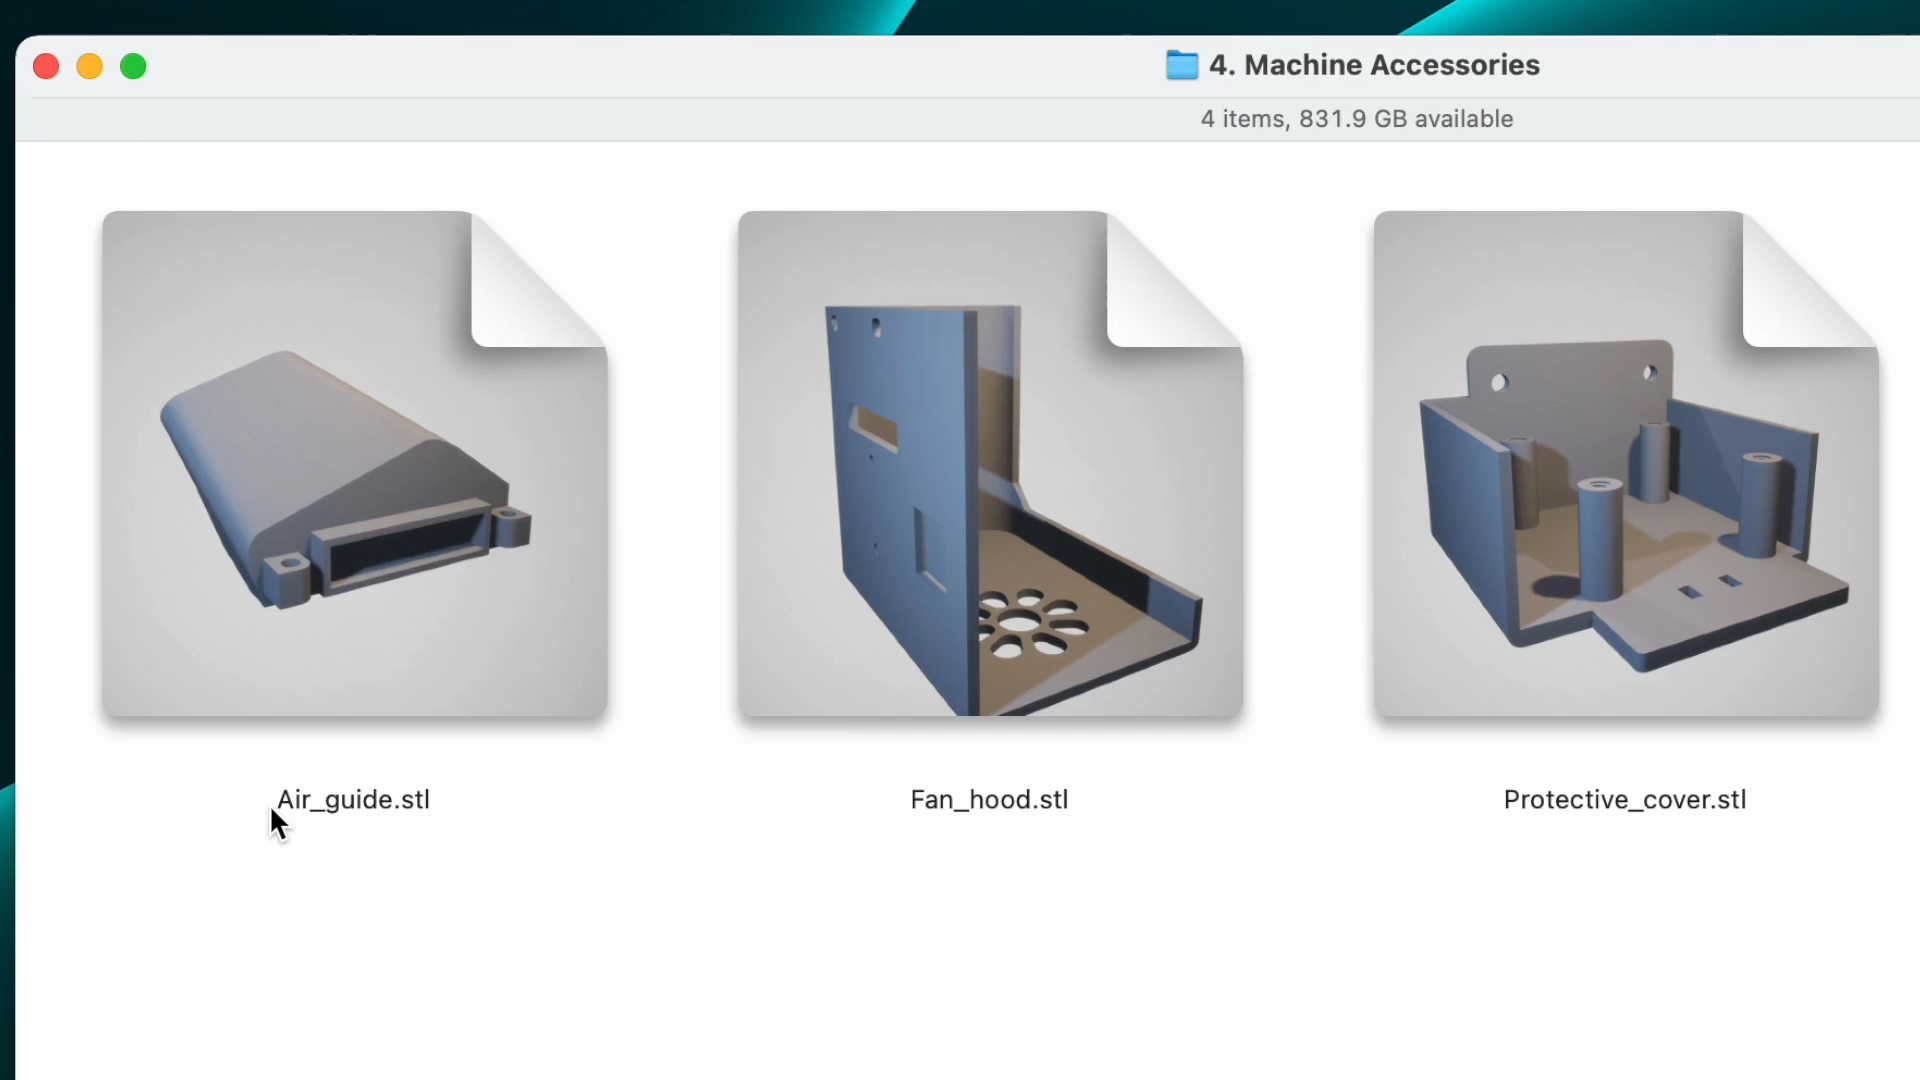 4. Machine Accessories
4 items, 831.9 GB available
Air_guide.stl
Fan_hood.stl
Protective_cover.stl